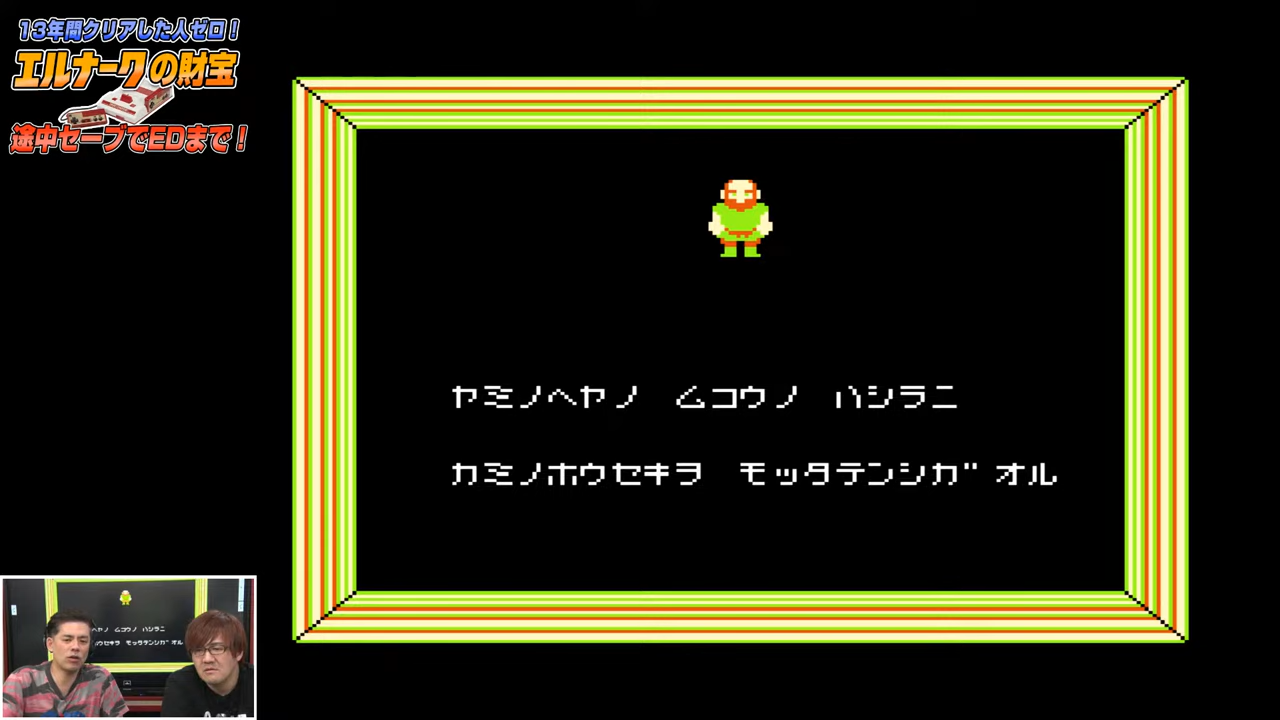 13年間クリアした人ゼロ!
エルナークの財宝
途中セーブでEDまで!
ヤミノヘヤノ ムコウノ ハシラニ
カミノホウセキヲ モッタテンシガ オル